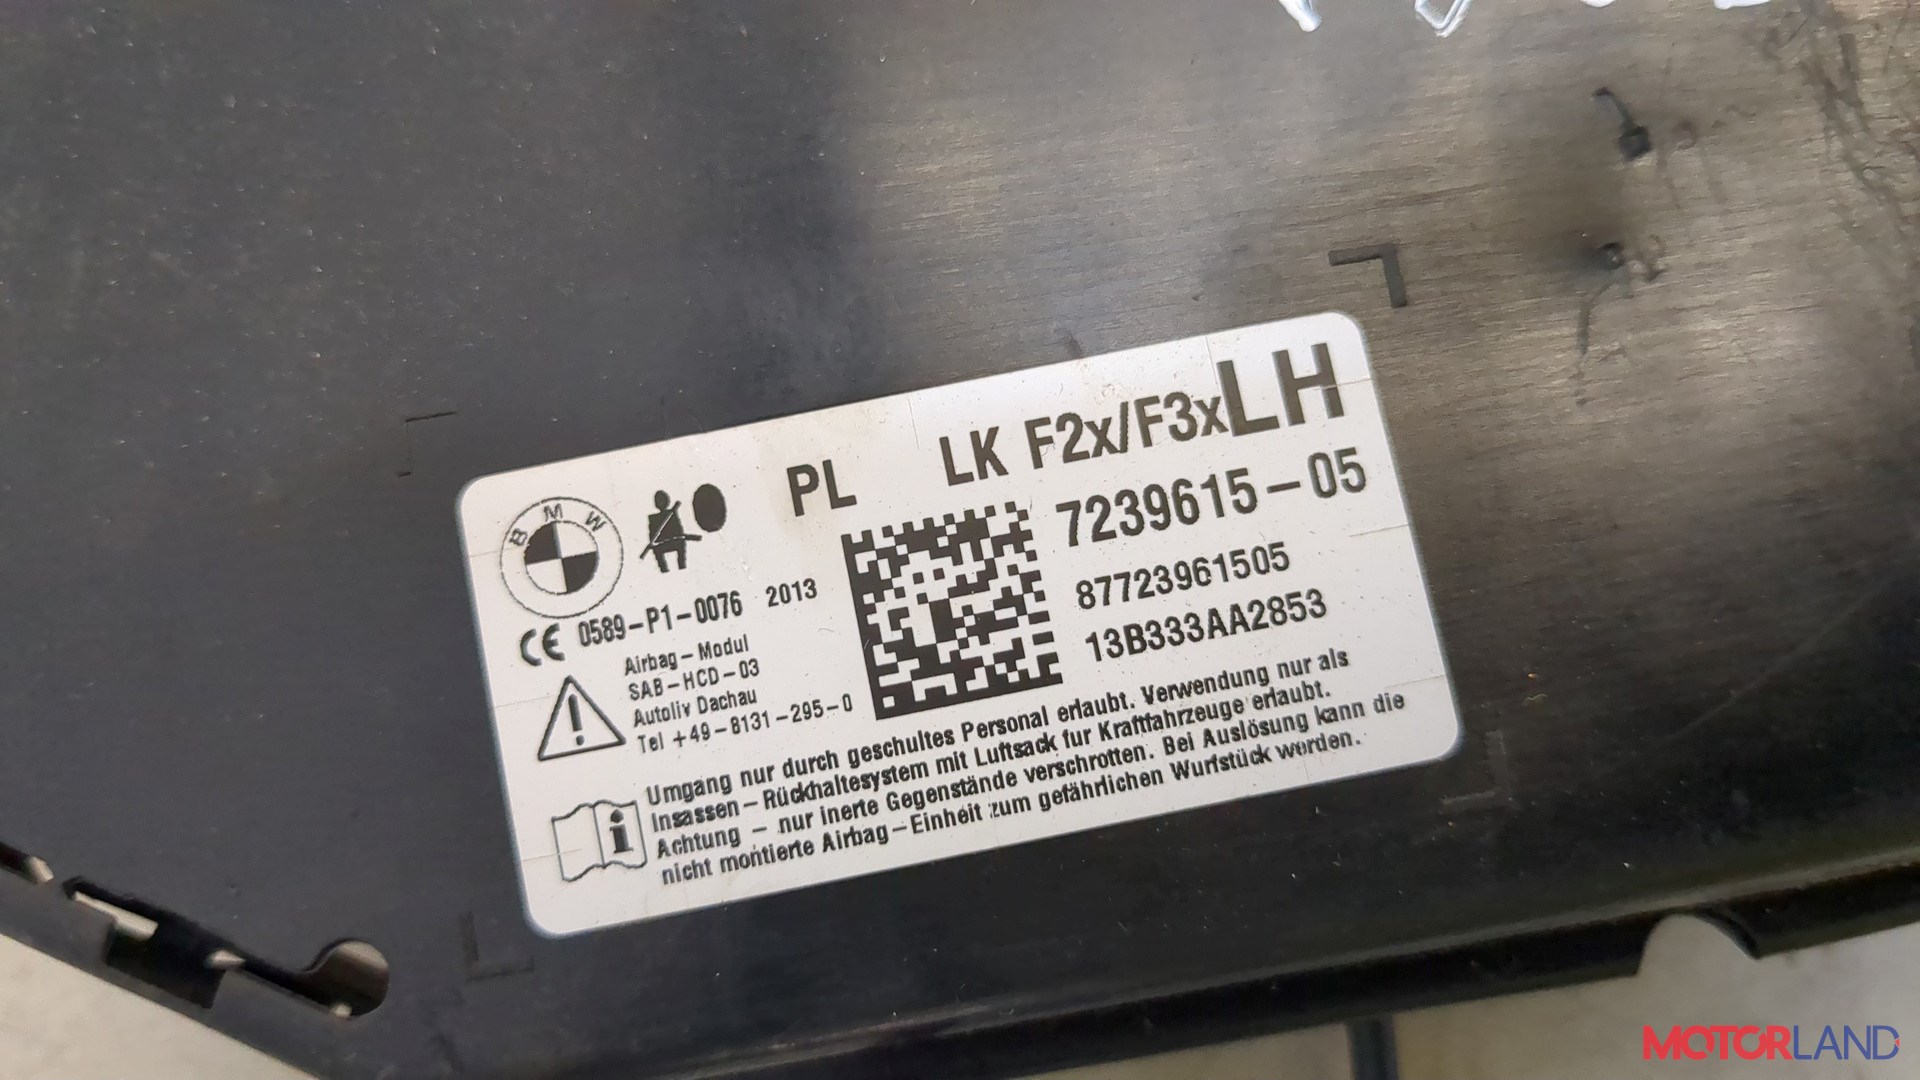 PL LK F2x/F3x LH
BMW
7239615-05
87723961505
13B333AA2853
CE 0589-P1-0076 2013
Airbag-Modul
SAB-HCD-03
Autoliv Dachau
Tel +49-8131-295-0
Umgang nur durch geschultes Personal erlaubt. Verwendung nur als
Insassen-Rückhaltesystem mit Luftsack fur Kraftfahrzeuge erlaubt.
Achtung - nur inerte Gegenstände verschrotten. Bei Auslösung kann die
nicht montierte Airbag-Einheit zum gefährlichen Wurfstück werden.
MOTORLAND